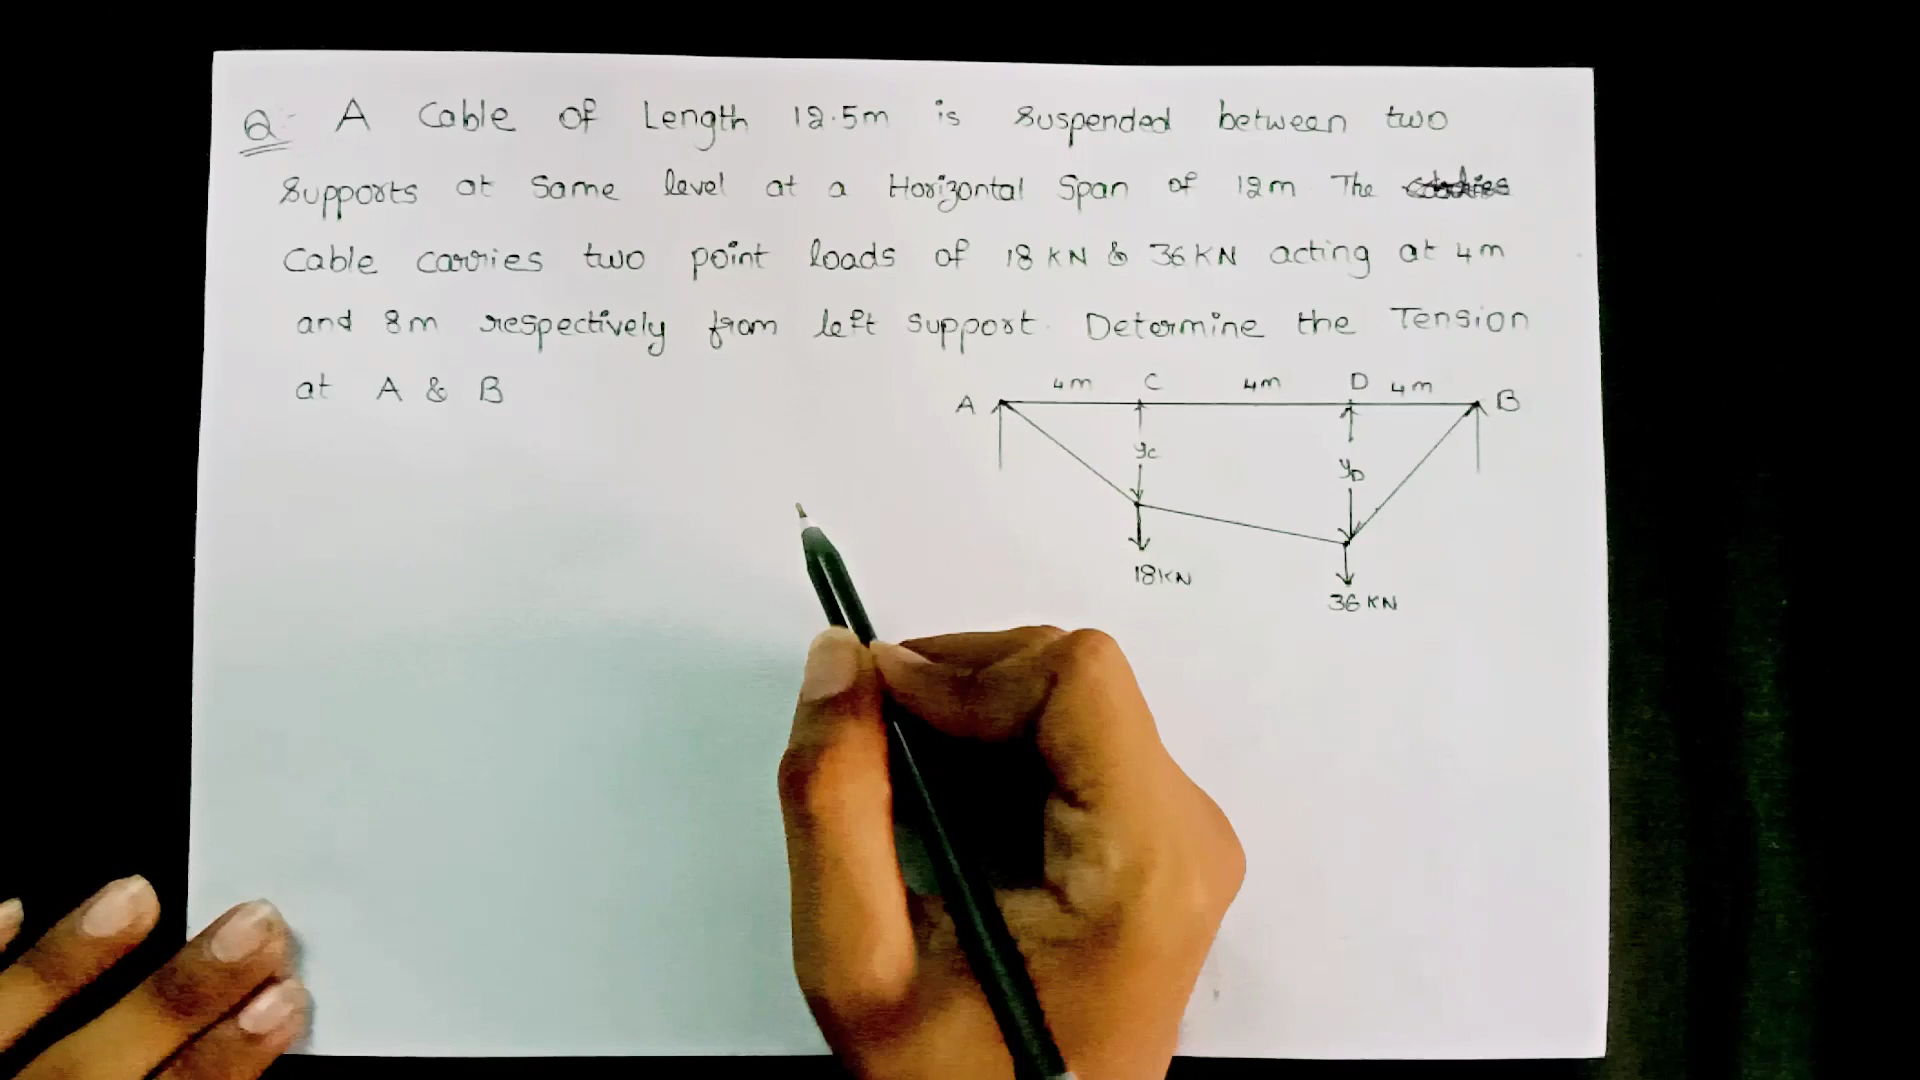 Q A Cable of Length 12.5m is Suspended between two
Supports at Same level at a Horizontal Span of 12m The
Cable carries two point loads of 18 KN & 36 KN acting at 4m
and 8m respectively from left support. Determine the Tension
at A & B
4m C 4m D 4m
A B
yc
yD
18KN
36 KN